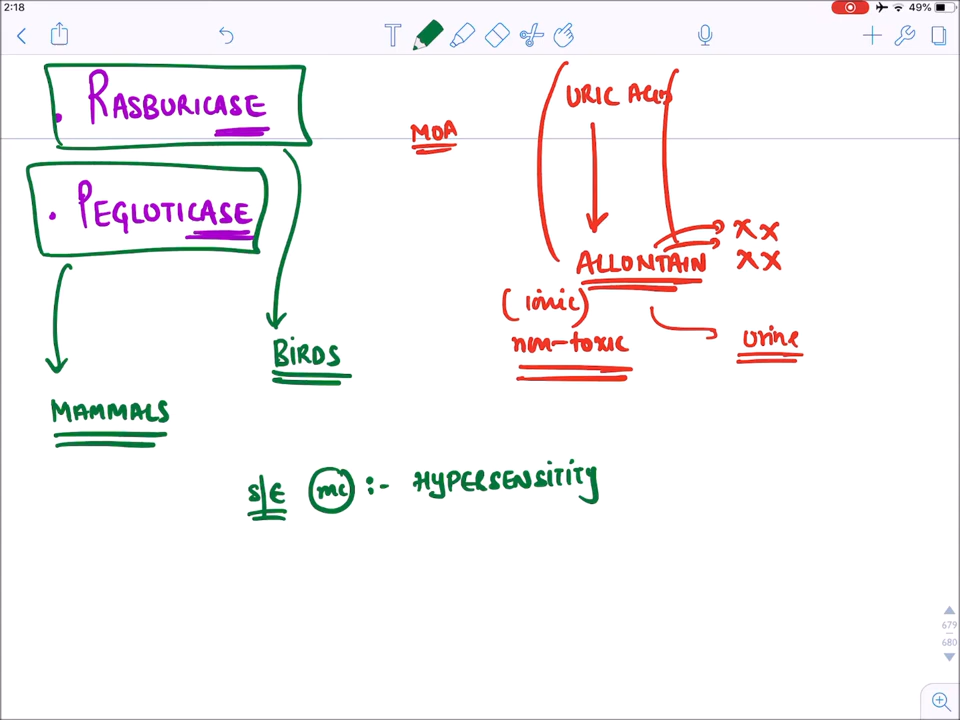 2:18
49%
T
. RASBURICASE
. PEGLOTICASE
BIRDS
MAMMALS
MOA
URIC ACID
ALLONTAIN
XX
XX
(ionic)
non-toxic
urine
S/E mc :- HYPERSENSITITY
679
680